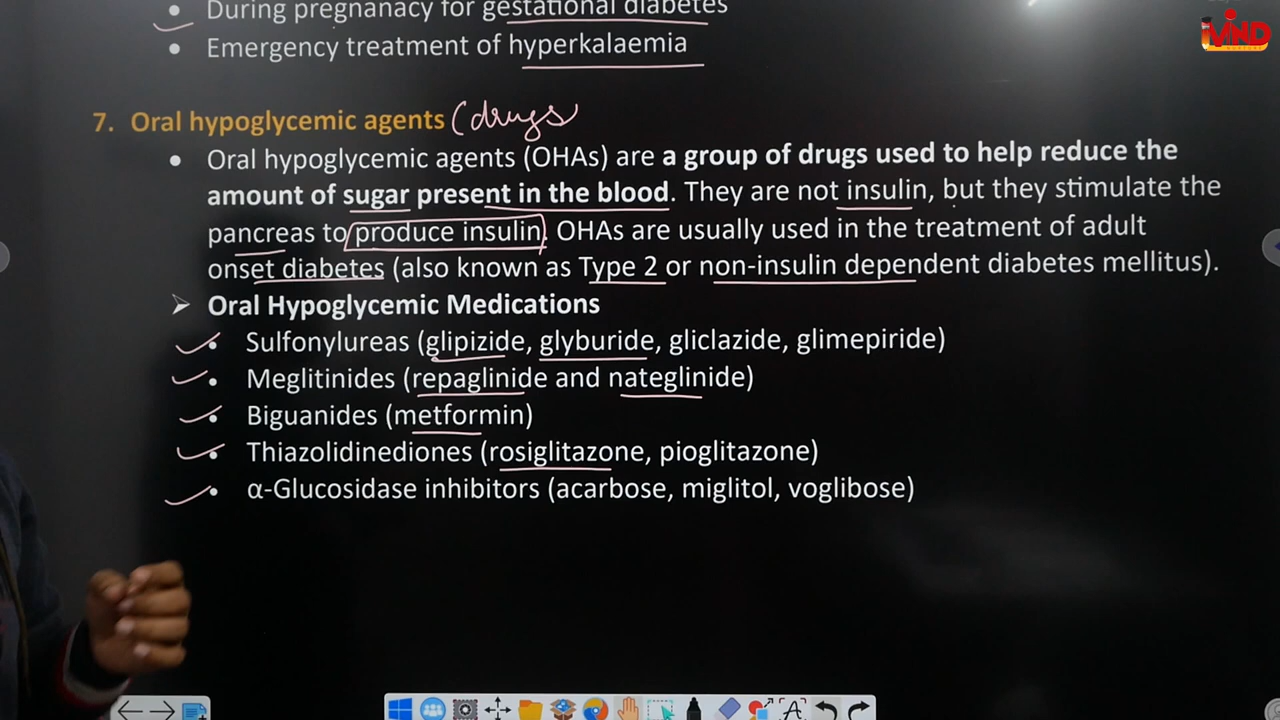 During pregnanacy for gestational diabetes
Emergency treatment of hyperkalaemia
7. Oral hypoglycemic agents (drugs
Oral hypoglycemic agents (OHAs) are a group of drugs used to help reduce the
amount of sugar present in the blood. They are not insulin, but they stimulate the
pancreas to produce insulin. OHAs are usually used in the treatment of adult
onset diabetes (also known as Type 2 or non-insulin dependent diabetes mellitus).
➤ Oral Hypoglycemic Medications
Sulfonylureas (glipizide, glyburide, gliclazide, glimepiride)
Meglitinides (repaglinide and nateglinide)
Biguanides (metformin)
Thiazolidinediones (rosiglitazone, pioglitazone)
α-Glucosidase inhibitors (acarbose, miglitol, voglibose)